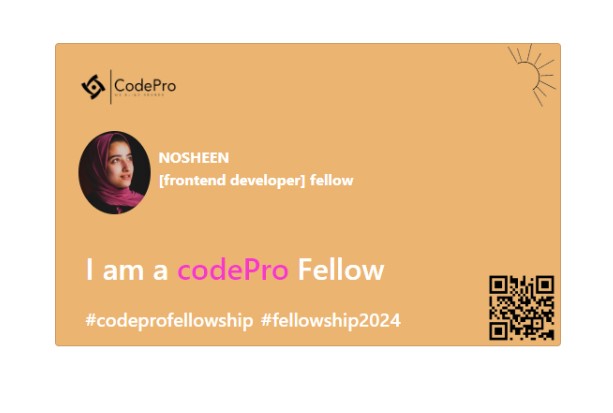 CodePro
NOSHEEN
[frontend developer] fellow
I am a codePro Fellow
#codeprofellowship #fellowship2024